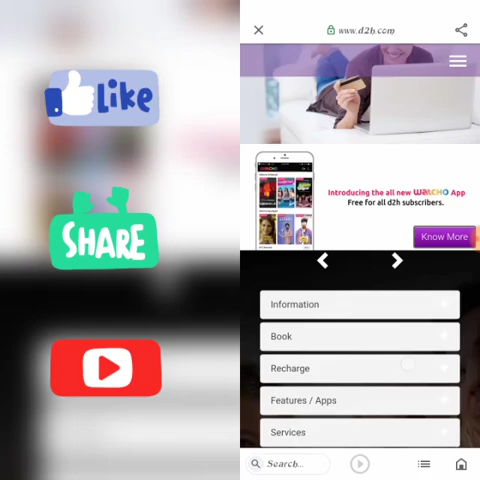 Like
SHARE
www.d2h.com
Introducing the all new WATCHO App
Free for all d2h subscribers.
Know More
Information
Book
Recharge
Features / Apps
Services
Search...